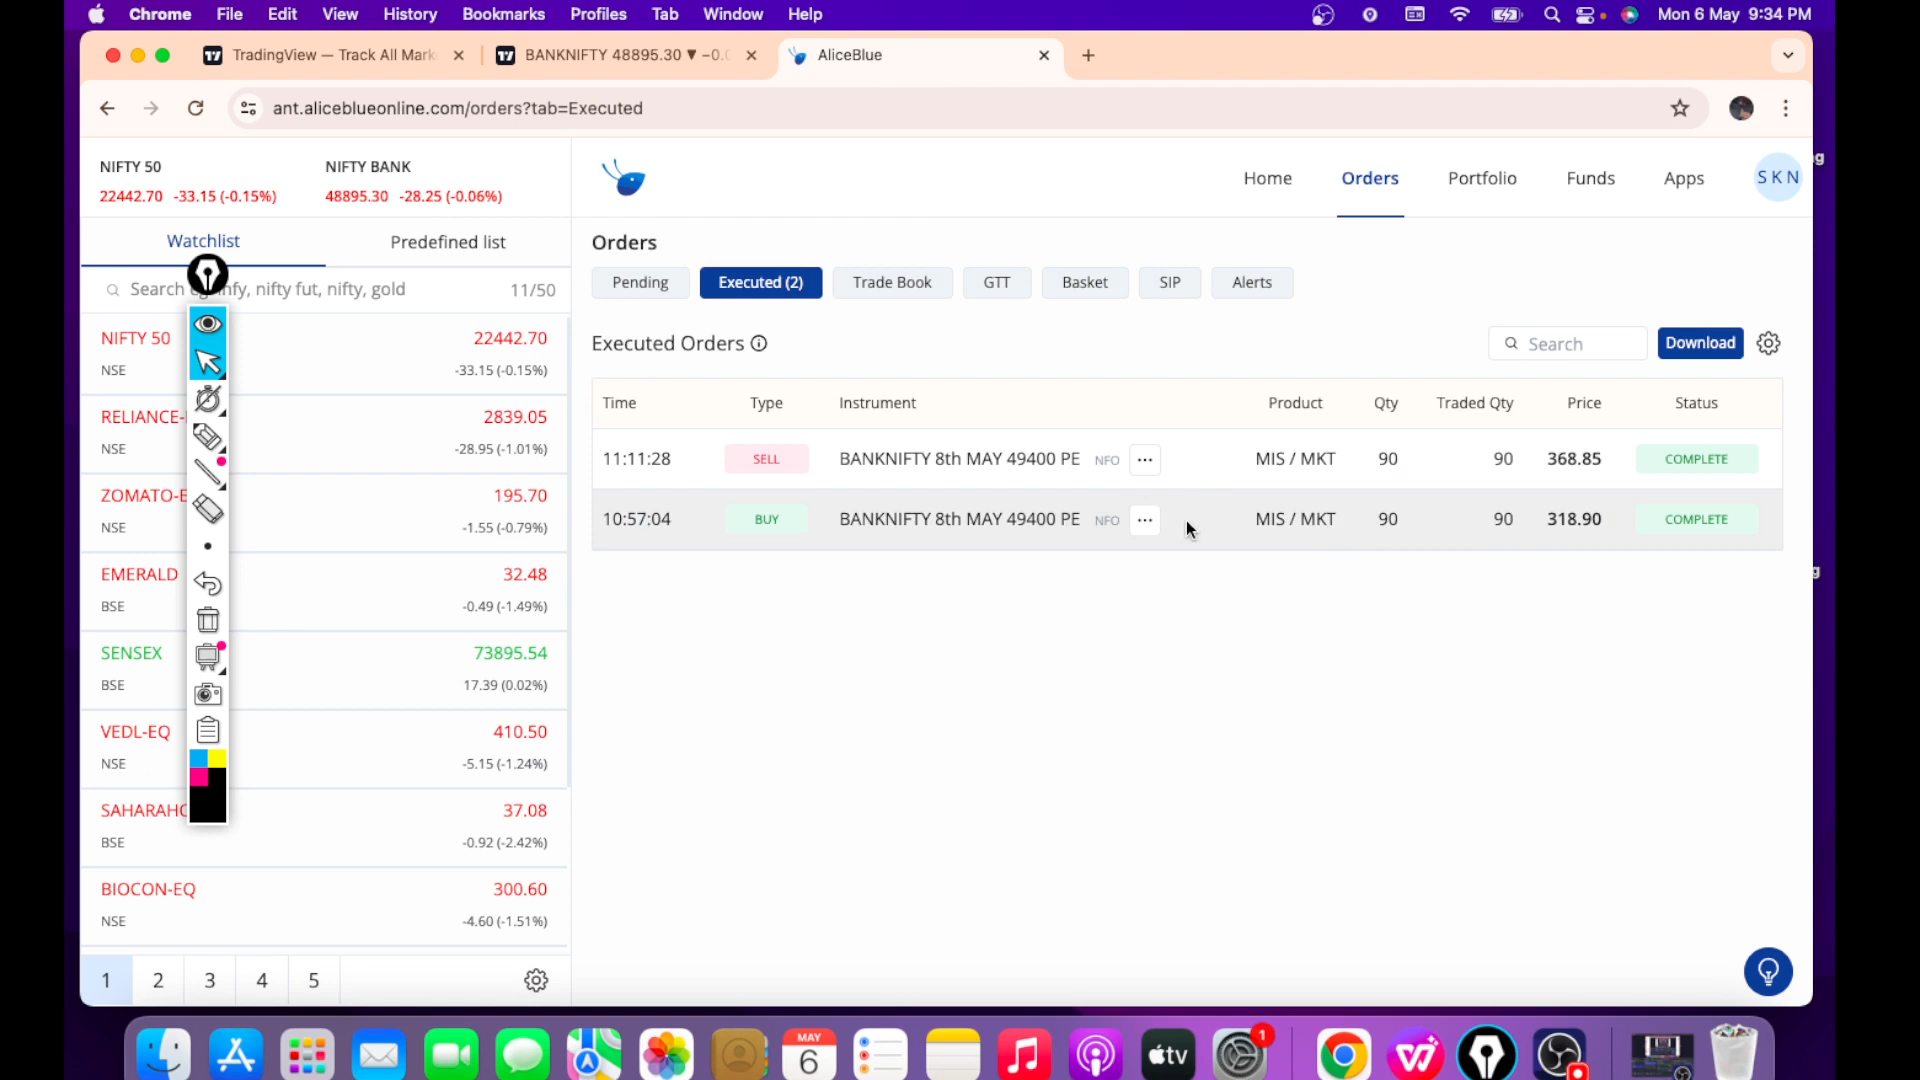 Chrome File Edit View History Bookmarks Profiles Tab Window Help Mon 6 May 9:34 PM
TradingView — Track All Mark BANKNIFTY 48895.30 ▼ −0.0 AliceBlue
ant.aliceblueonline.com/orders?tab=Executed
NIFTY 50 NIFTY BANK
22442.70 -33.15 (-0.15%) 48895.30 -28.25 (-0.06%)
Home Orders Portfolio Funds Apps S K N
Watchlist Predefined list
Search nfy, nifty fut, nifty, gold 11/50
NIFTY 50 22442.70
NSE -33.15 (-0.15%)
RELIANCE- 2839.05
NSE -28.95 (-1.01%)
ZOMATO-E 195.70
NSE -1.55 (-0.79%)
EMERALD 32.48
BSE -0.49 (-1.49%)
SENSEX 73895.54
BSE 17.39 (0.02%)
VEDL-EQ 410.50
NSE -5.15 (-1.24%)
SAHARAHO 37.08
BSE -0.92 (-2.42%)
BIOCON-EQ 300.60
NSE -4.60 (-1.51%)
1 2 3 4 5
Orders
Pending Executed (2) Trade Book GTT Basket SIP Alerts
Executed Orders Search Download
Time Type Instrument Product Qty Traded Qty Price Status
11:11:28 SELL BANKNIFTY 8th MAY 49400 PE NFO ... MIS / MKT 90 90 368.85 COMPLETE
10:57:04 BUY BANKNIFTY 8th MAY 49400 PE NFO ... MIS / MKT 90 90 318.90 COMPLETE
g
g
MAY
6
tv
1